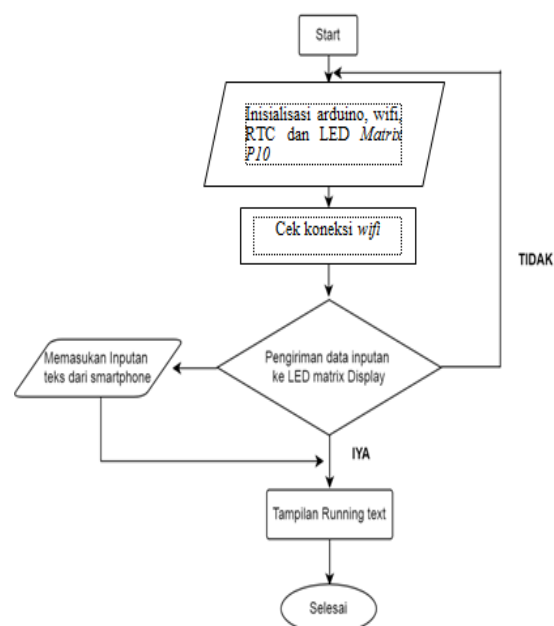 Start
Inisialisasi arduino, wifi,
RTC dan LED Matrix
P10
Cek koneksi wifi
TIDAK
Pengiriman data inputan
ke LED matrix Display
Memasukan Inputan
teks dari smartphone
IYA
Tampilan Running text
Selesai